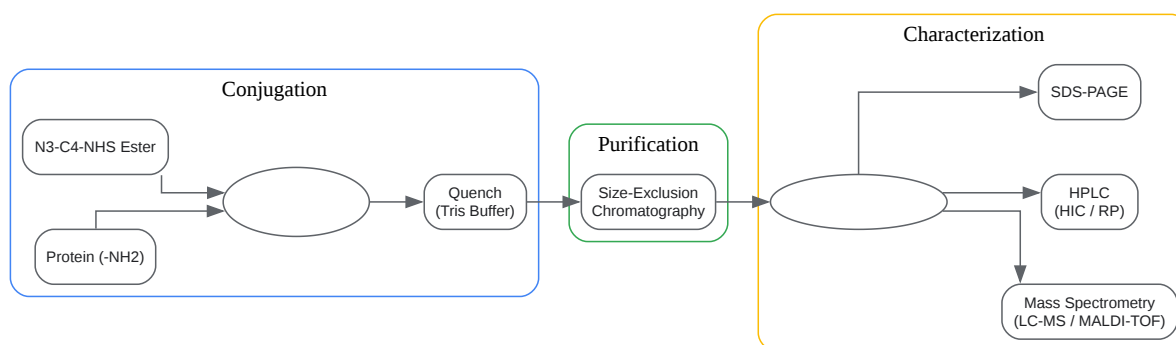 Conjugation
N3-C4-NHS Ester
Protein (-NH2)
Quench
(Tris Buffer)
Purification
Size-Exclusion
Chromatography
Characterization
SDS-PAGE
HPLC
(HIC / RP)
Mass Spectrometry
(LC-MS / MALDI-TOF)